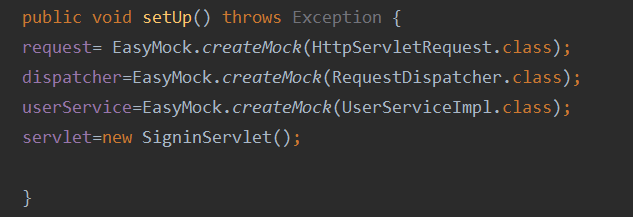 public void setUp() throws Exception {
request= EasyMock.createMock(HttpServletRequest.class);
dispatcher=EasyMock.createMock(RequestDispatcher.class);
userService=EasyMock.createMock(UserServiceImpl.class);
servlet=new SigninServlet();
}